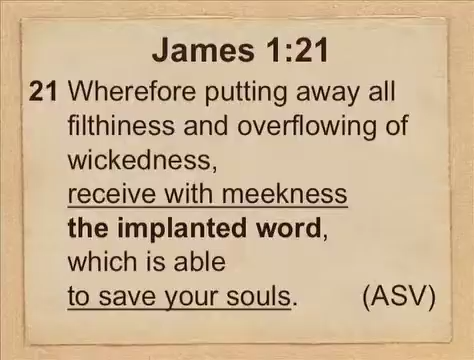 James 1:21
21 Wherefore putting away all
filthiness and overflowing of
wickedness,
receive with meekness
the implanted word,
which is able
to save your souls. (ASV)